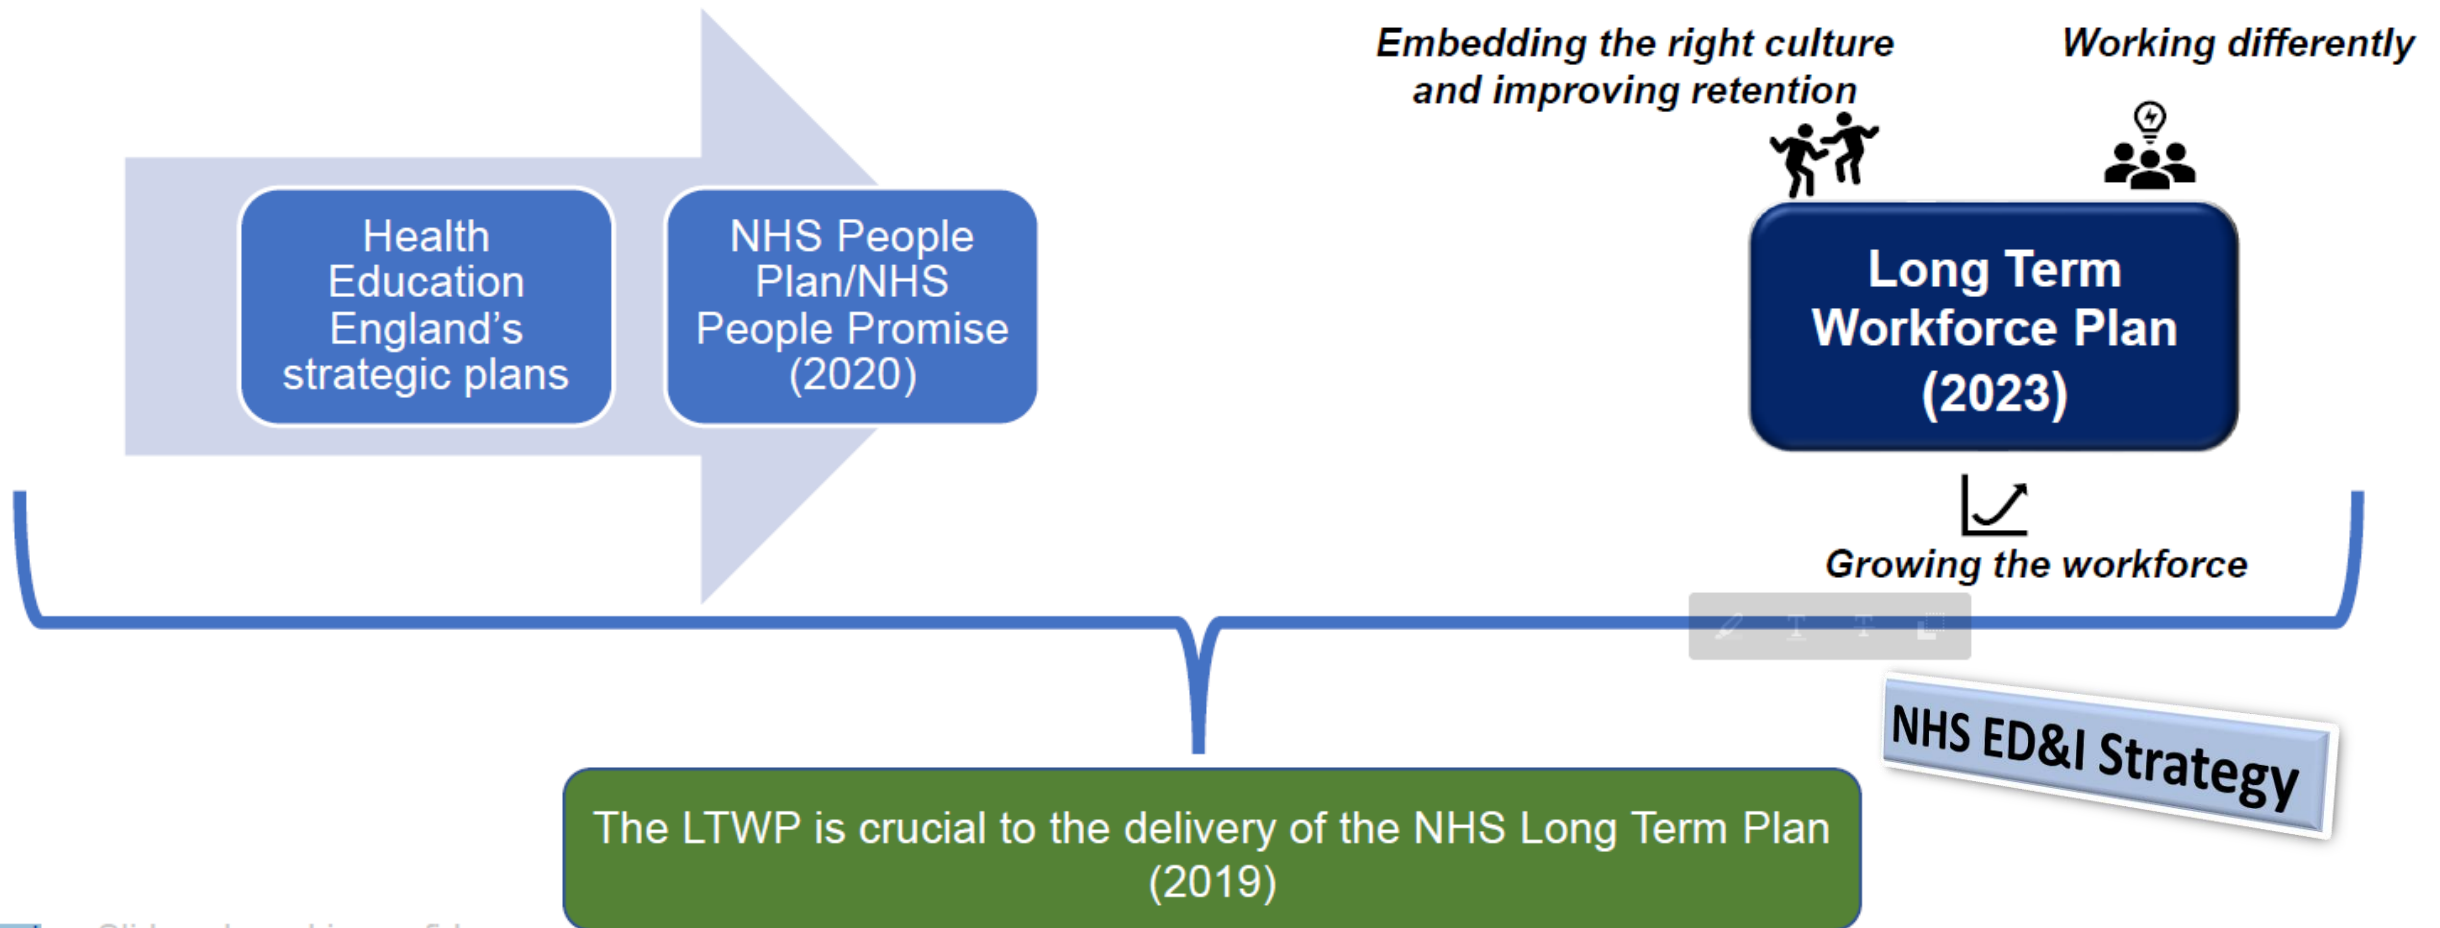 Embedding the right culture
and improving retention
Working differently
Health
Education
England’s
strategic plans
NHS People
Plan/NHS
People Promise
(2020)
Long Term
Workforce Plan
(2023)
Growing the workforce
NHS ED&I Strategy
The LTWP is crucial to the delivery of the NHS Long Term Plan
(2019)